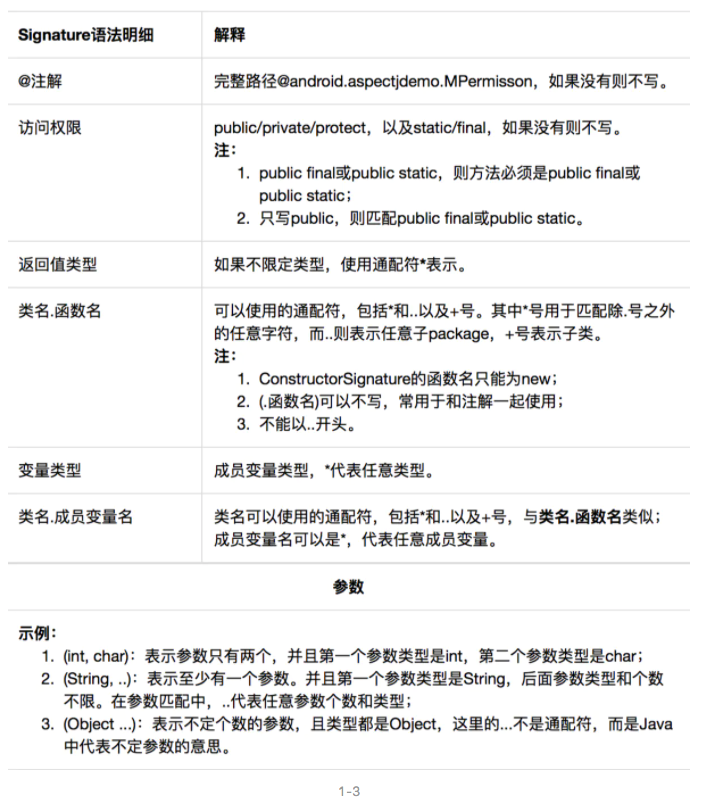 Signature语法明细 解释
@注解 完整路径@android.aspectjdemo.MPermisson，如果没有则不写。
访问权限 public/private/protect，以及static/final，如果没有则不写。
注：
1. public final或public static，则方法必须是public final或
public static；
2. 只写public，则匹配public final或public static。
返回值类型 如果不限定类型，使用通配符*表示。
类名.函数名 可以使用的通配符，包括*和..以及+号。其中*号用于匹配除.号之外
的任意字符，而..则表示任意子package，+号表示子类。
注：
1. ConstructorSignature的函数名只能为new；
2. (.函数名)可以不写，常用于和注解一起使用；
3. 不能以..开头。
变量类型 成员变量类型，*代表任意类型。
类名.成员变量名 类名可以使用的通配符，包括*和..以及+号，与类名.函数名类似；
成员变量名可以是*，代表任意成员变量。
参数
示例：
1. (int, char)：表示参数只有两个，并且第一个参数类型是int，第二个参数类型是char；
2. (String, ..)：表示至少有一个参数。并且第一个参数类型是String，后面参数类型和个数
不限。在参数匹配中，..代表任意参数个数和类型；
3. (Object ...)：表示不定个数的参数，且类型都是Object，这里的...不是通配符，而是Java
中代表不定参数的意思。
1-3